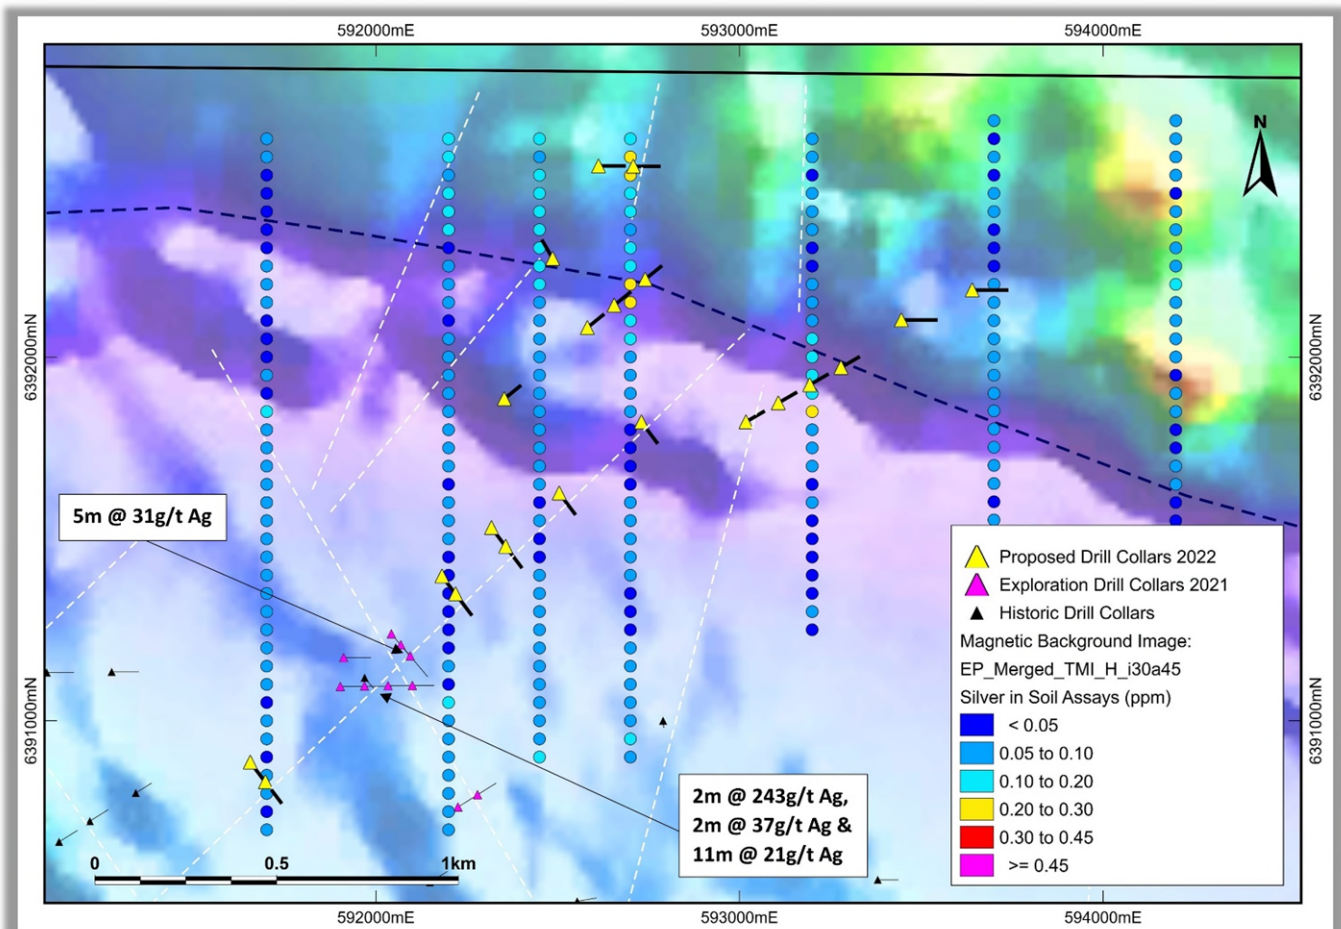 592000mE
593000mE
594000mE
N
6392000mN
6392000mN
5m @ 31g/t Ag
Proposed Drill Collars 2022
Exploration Drill Collars 2021
Historic Drill Collars
Magnetic Background Image:
EP_Merged_TMI_H_i30a45
Silver in Soil Assays (ppm)
< 0.05
0.05 to 0.10
0.10 to 0.20
0.20 to 0.30
0.30 to 0.45
>= 0.45
6391000mN
6391000mN
2m @ 243g/t Ag,
2m @ 37g/t Ag &
11m @ 21g/t Ag
0
0.5
1km
592000mE
593000mE
594000mE